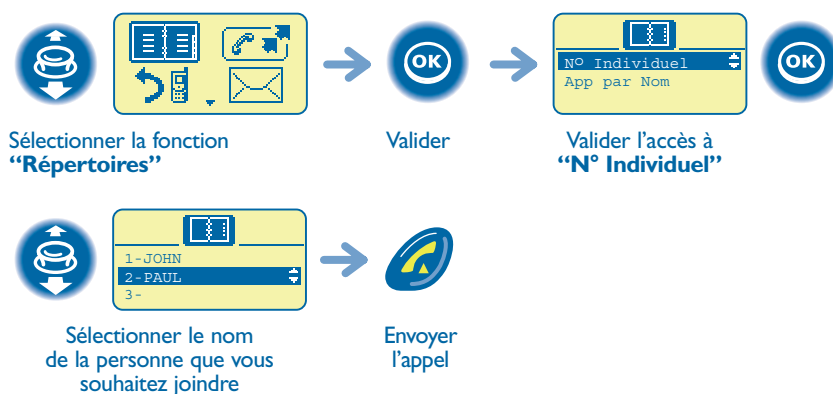 OK
Nº Individuel
App par Nom
OK
Sélectionner la fonction
“Répertoires”
Valider
Valider l’accès à
“N° Individuel”
1-JOHN
2-PAUL
3-
Sélectionner le nom
de la personne que vous
souhaitez joindre
Envoyer
l’appel